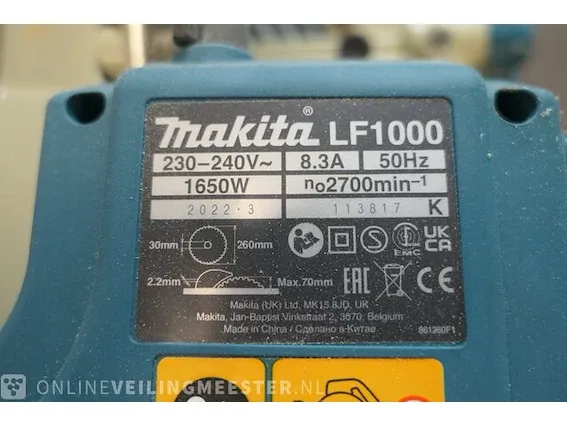 makita® LF1000
230-240V~ 8.3A 50Hz
1650W n₀2700min⁻¹
2022·3 113817 K
30mm 260mm
UK CA
EMC
2.2mm Max.70mm EAC CE
Makita (UK) Ltd, MK15 8JD, UK
Makita, Jan-Baptist Vinkstraat 2, 3070, Belgium
Made in China / Сделано в Китае 861280F1
ONLINEVEILINGMEESTER.NL